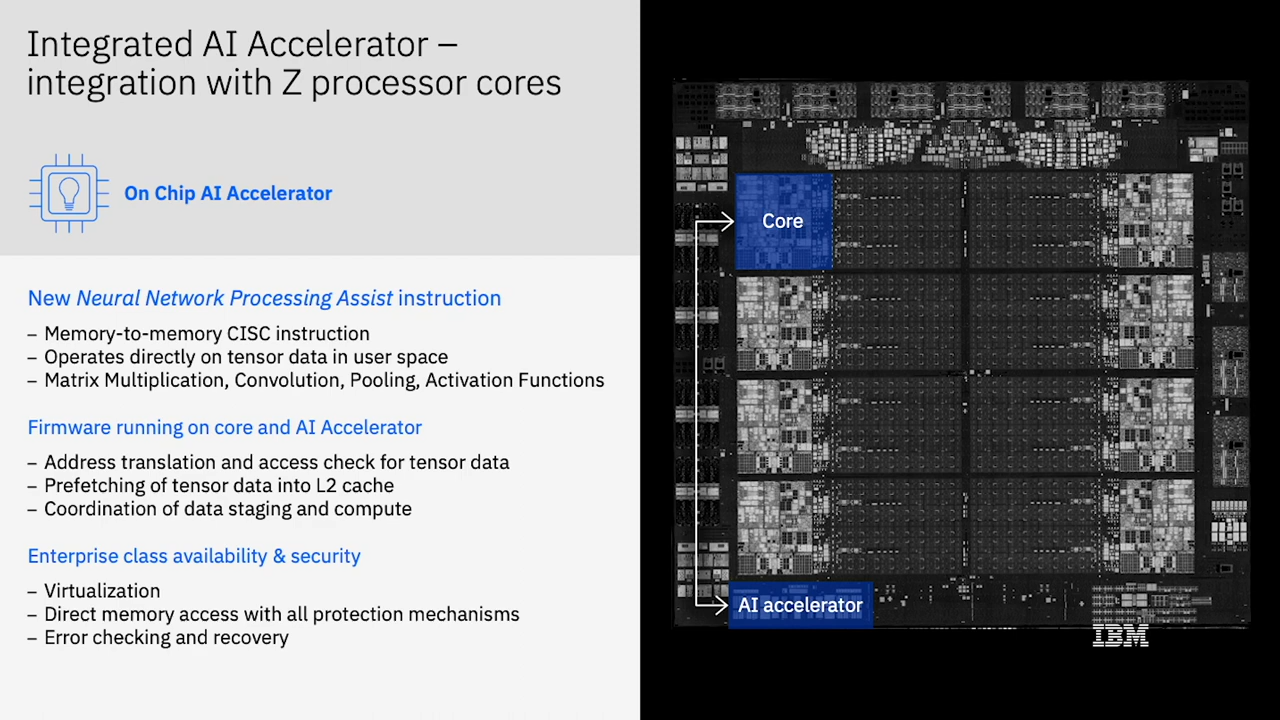 Integrated AI Accelerator –
integration with Z processor cores
On Chip AI Accelerator
New Neural Network Processing Assist instruction
– Memory-to-memory CISC instruction
– Operates directly on tensor data in user space
– Matrix Multiplication, Convolution, Pooling, Activation Functions
Firmware running on core and AI Accelerator
– Address translation and access check for tensor data
– Prefetching of tensor data into L2 cache
– Coordination of data staging and compute
Enterprise class availability & security
– Virtualization
– Direct memory access with all protection mechanisms
– Error checking and recovery
Core
AI accelerator
IBM